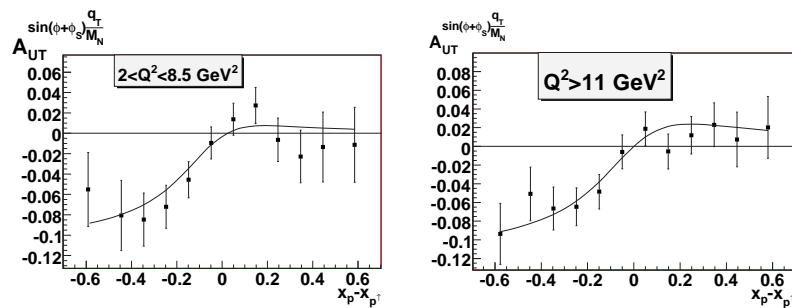 sin(φ+φ_S) q_T/M_N
A_UT
2<Q²<8.5 GeV²
0.06
0.04
0.02
0
-0.02
-0.04
-0.06
-0.08
-0.1
-0.12
-0.6 -0.4 -0.2 0 0.2 0.4 0.6
x_p-x_p↑
sin(φ+φ_S) q_T/M_N
A_UT
Q²>11 GeV²
0.08
0.06
0.04
0.02
0
-0.02
-0.04
-0.06
-0.08
-0.1
-0.12
-0.6 -0.4 -0.2 0 0.2 0.4 0.6
x_p-x_p↑